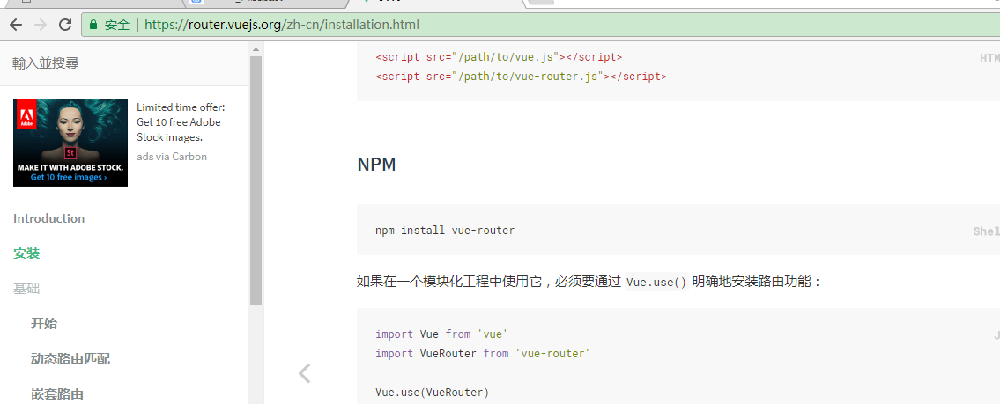 安全 https://router.vuejs.org/zh-cn/installation.html
輸入並搜尋
Adobe
St
MAKE IT WITH ADOBE STOCK.
Get 10 free images ›
Limited time offer:
Get 10 free Adobe
Stock images.
ads via Carbon
Introduction
安装
基础
开始
动态路由匹配
嵌套路由
<script src="/path/to/vue.js"></script>
<script src="/path/to/vue-router.js"></script>
HTM
NPM
npm install vue-router
Shel
如果在一个模块化工程中使用它，必须要通过 Vue.use() 明确地安装路由功能：
import Vue from 'vue'
import VueRouter from 'vue-router'
Vue.use(VueRouter)